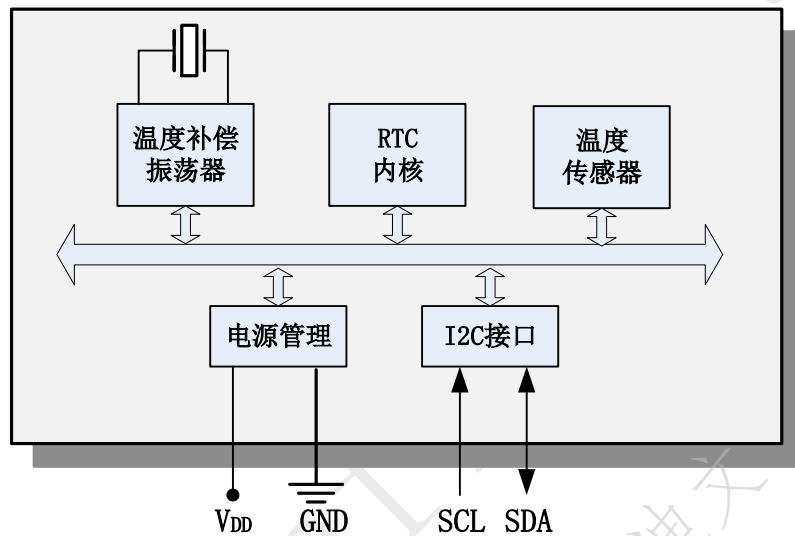 温度补偿
振荡器
RTC
内核
温度
传感器
电源管理
I2C接口
VDD
GND
SCL
SDA